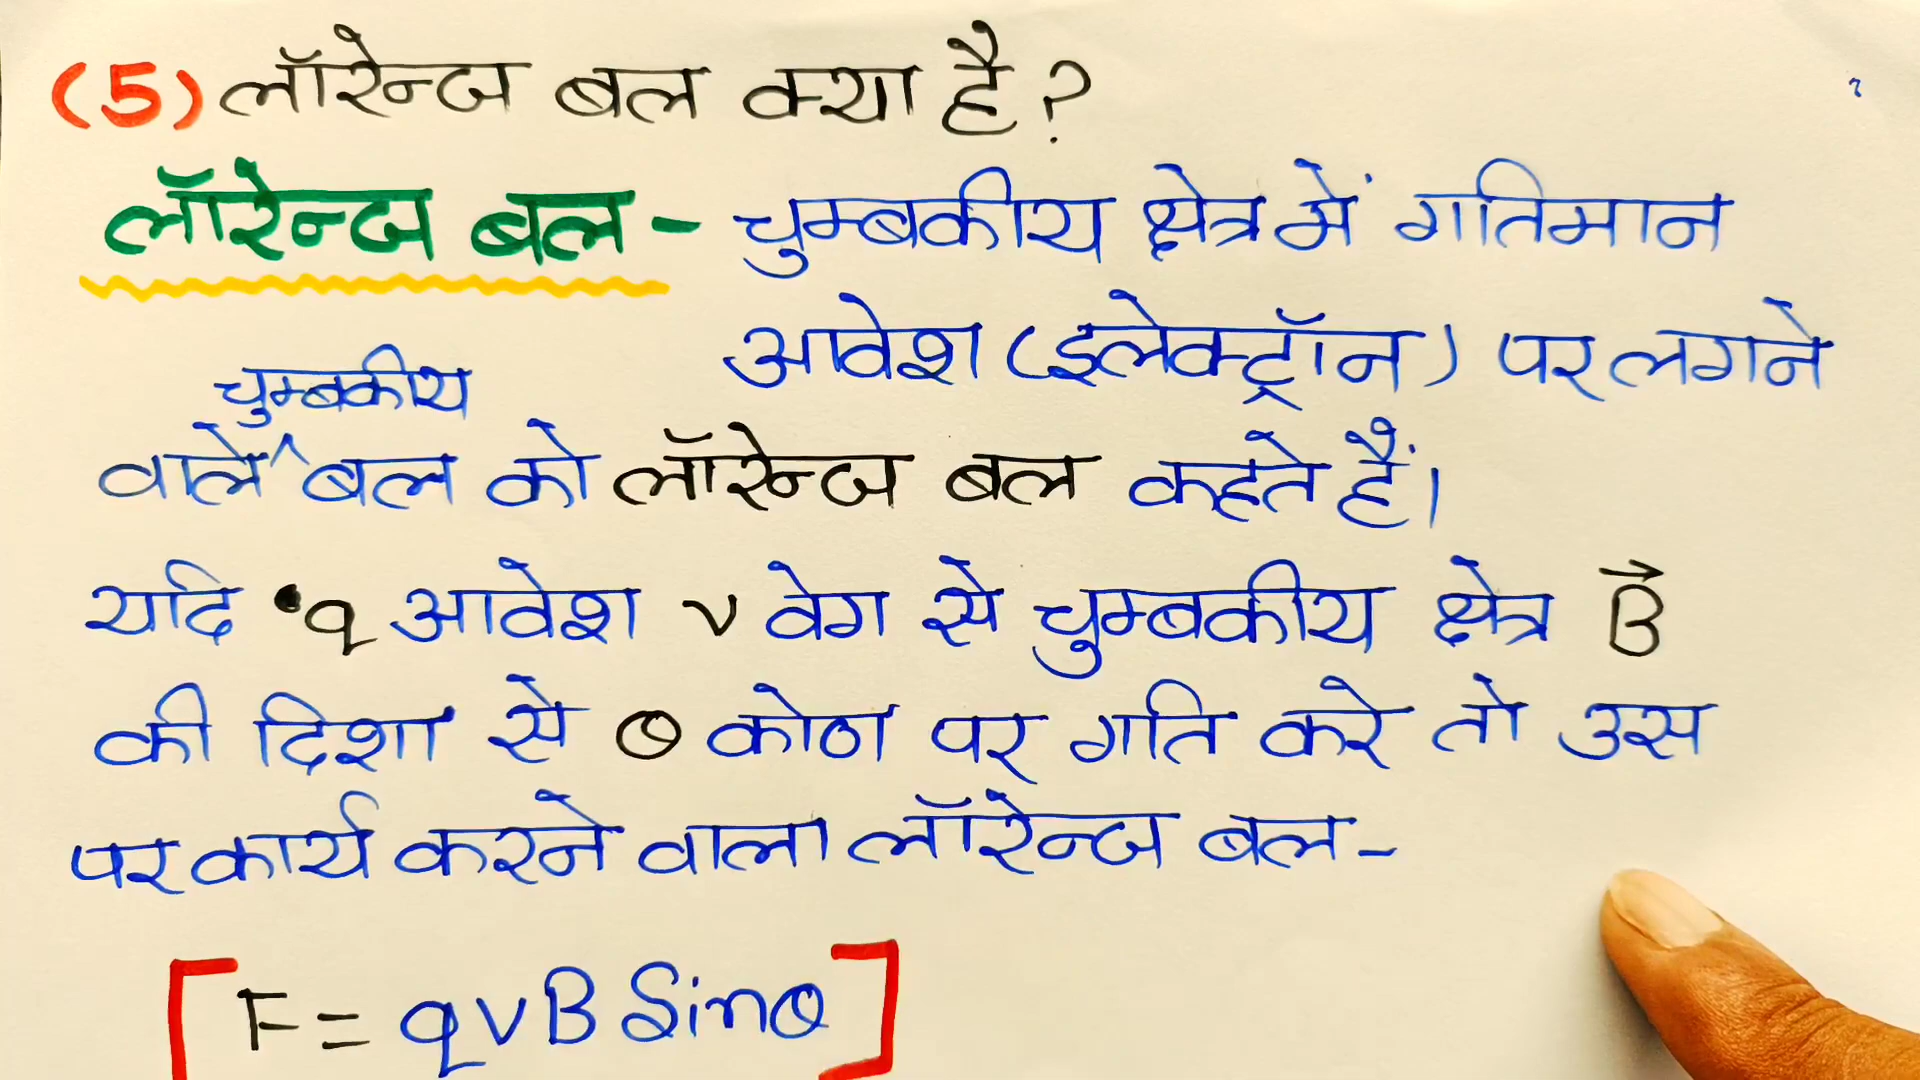 (5) लॉरेन्ज बल क्या है?
लॉरेन्ज बल - चुम्बकीय क्षेत्र में गतिमान
आवेश (इलेक्ट्रॉन) पर लगने
चुम्बकीय
वाले ^ बल को लॉरेन्ज बल कहते हैं।
यदि q आवेश v वेग से चुम्बकीय क्षेत्र B⃗
की दिशा से θ कोण पर गति करे तो उस
पर कार्य करने वाला लॉरेन्ज बल-
[F = qvB Sinθ]